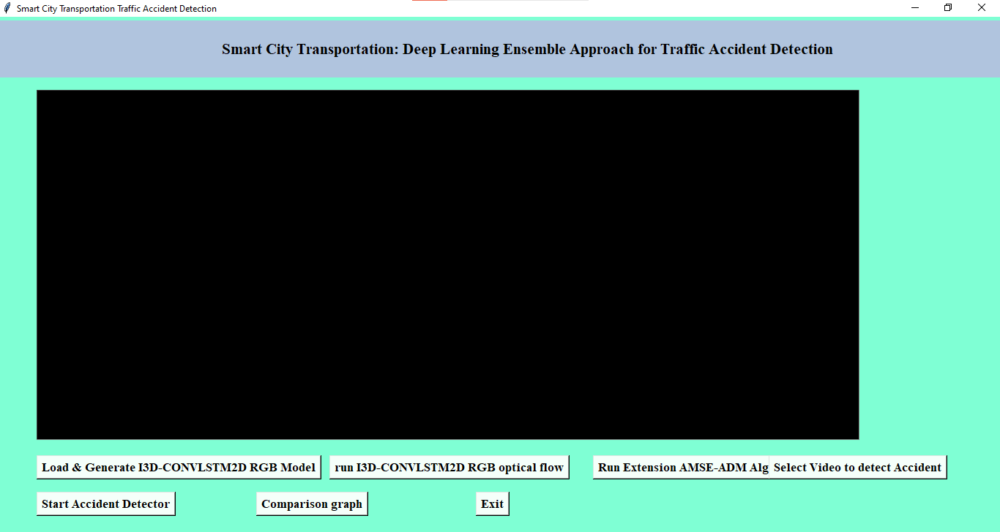 Smart City Transportation Traffic Accident Detection
Smart City Transportation: Deep Learning Ensemble Approach for Traffic Accident Detection
Load & Generate I3D-CONVLSTM2D RGB Model
run I3D-CONVLSTM2D RGB optical flow
Run Extension AMSE-ADM Alg
Select Video to detect Accident
Start Accident Detector
Comparison graph
Exit